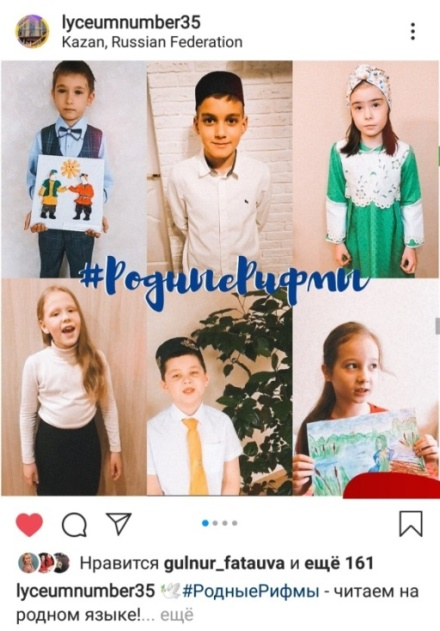 lyceumnumber35
Kazan, Russian Federation
#РодныеРифмы
Нравится gulnur_fatauva и ещё 161
lyceumnumber35 🕊#РодныеРифмы - читаем на
родном языке!... ещё